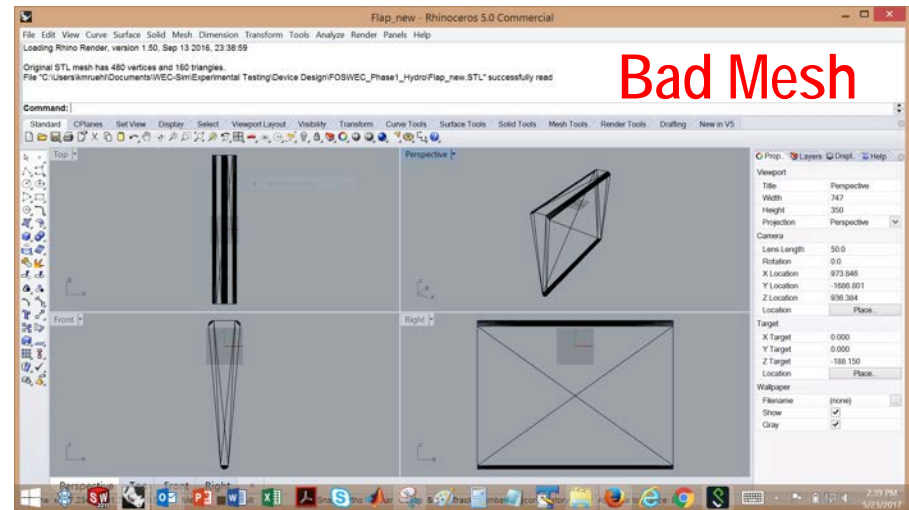 Flap_new - Rhinoceros 5.0 Commercial
File Edit View Curve Surface Solid Mesh Dimension Transform Tools Analyze Render Panels Help
Loading Rhino Render, version 1.50, Sep 13 2016, 23:38:59
Original STL mesh has 480 vertices and 160 triangles.
File "C:\Users\kmruehl\Documents\WEC-Sim\Experimental Testing\Device Design\FOSWEC_Phase1_Hydro\Flap_new.STL" successfully read
Bad Mesh
Command:
Standard CPlanes Set View Display Select Viewport Layout Visibility Transform Curve Tools Surface Tools Solid Tools Mesh Tools Render Tools Drafting New in V5
Top
Perspective
Front
Right
Prop.. Layers Displ.. Help
Viewport
Title Perspective
Width 747
Height 350
Projection Perspective
Camera
Lens Length 50.0
Rotation 0.0
X Location 973.846
Y Location -1686.801
Z Location 936.384
Location Place...
Target
X Target 0.000
Y Target 0.000
Z Target -188.150
Location Place...
Wallpaper
Filename (none)
Show
Gray
Perspective Top Front Right
2:39 PM
5/23/2017